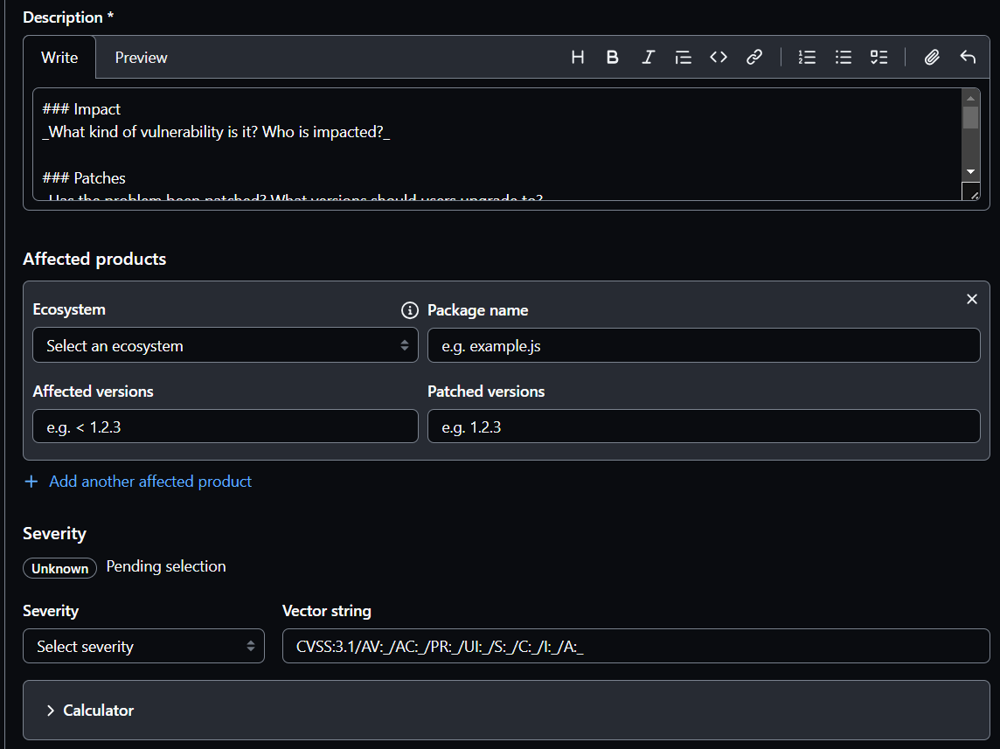 Description *
Write Preview
### Impact
_What kind of vulnerability is it? Who is impacted?_
### Patches
_Has the problem been patched? What versions should users upgrade to?_
Affected products
Ecosystem Package name
Select an ecosystem e.g. example.js
Affected versions Patched versions
e.g. < 1.2.3 e.g. 1.2.3
+ Add another affected product
Severity
Unknown Pending selection
Severity Vector string
Select severity CVSS:3.1/AV:_/AC:_/PR:_/UI:_/S:_/C:_/I:_/A:_
Calculator